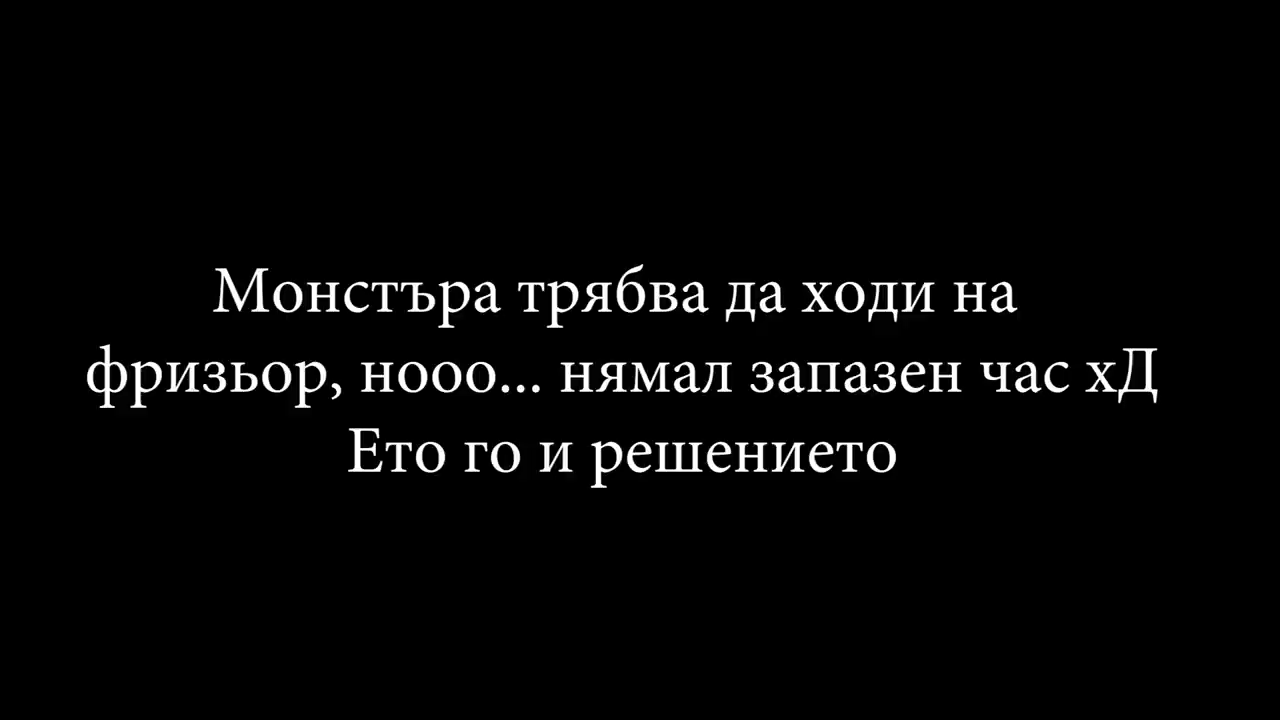 Монстъра трябва да ходи на
фризьор, нооо... нямал запазен час хД
Ето го и решението